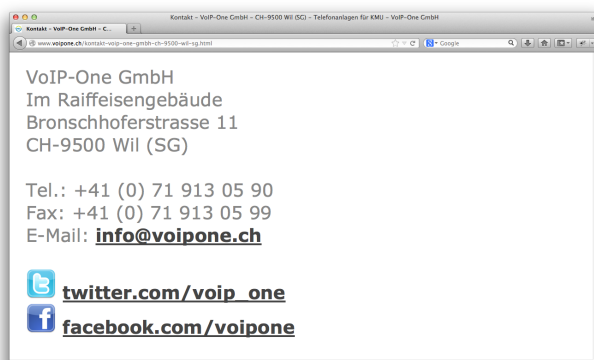 Kontakt – VoIP-One GmbH – CH-9500 Wil (SG) – Telefonanlagen für KMU – VoIP-One GmbH
Kontakt – VoIP-One GmbH – C...
www.voipone.ch/kontakt-voip-one-gmbh-ch-9500-wil-sg.html
Google
VoIP-One GmbH
Im Raiffeisengebäude
Bronschhoferstrasse 11
CH-9500 Wil (SG)
Tel.: +41 (0) 71 913 05 90
Fax: +41 (0) 71 913 05 99
E-Mail: info@voipone.ch
twitter.com/voip_one
facebook.com/voipone